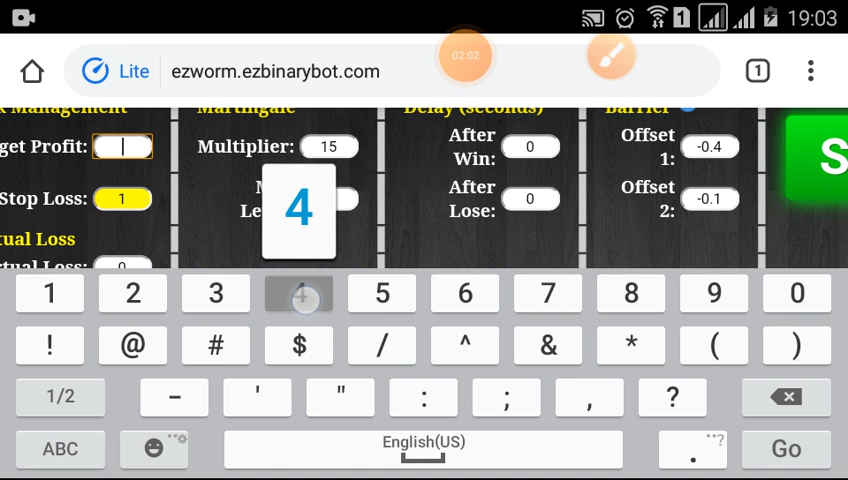 1 19:03
Lite ezworm.ezbinarybot.com 02:02 1
k Management Martingale Delay (seconds) Barrier
get Profit: Multiplier: 15 After Win: 0 Offset 1: -0.4
Stop Loss: 1 After Lose: 0 Offset 2: -0.1
S
4
tual Loss
rtual Loss: 0
1 2 3 4 5 6 7 8 9 0
! @ # $ / ^ & * ( )
1/2 - ' " : ; , ?
ABC English(US) . Go